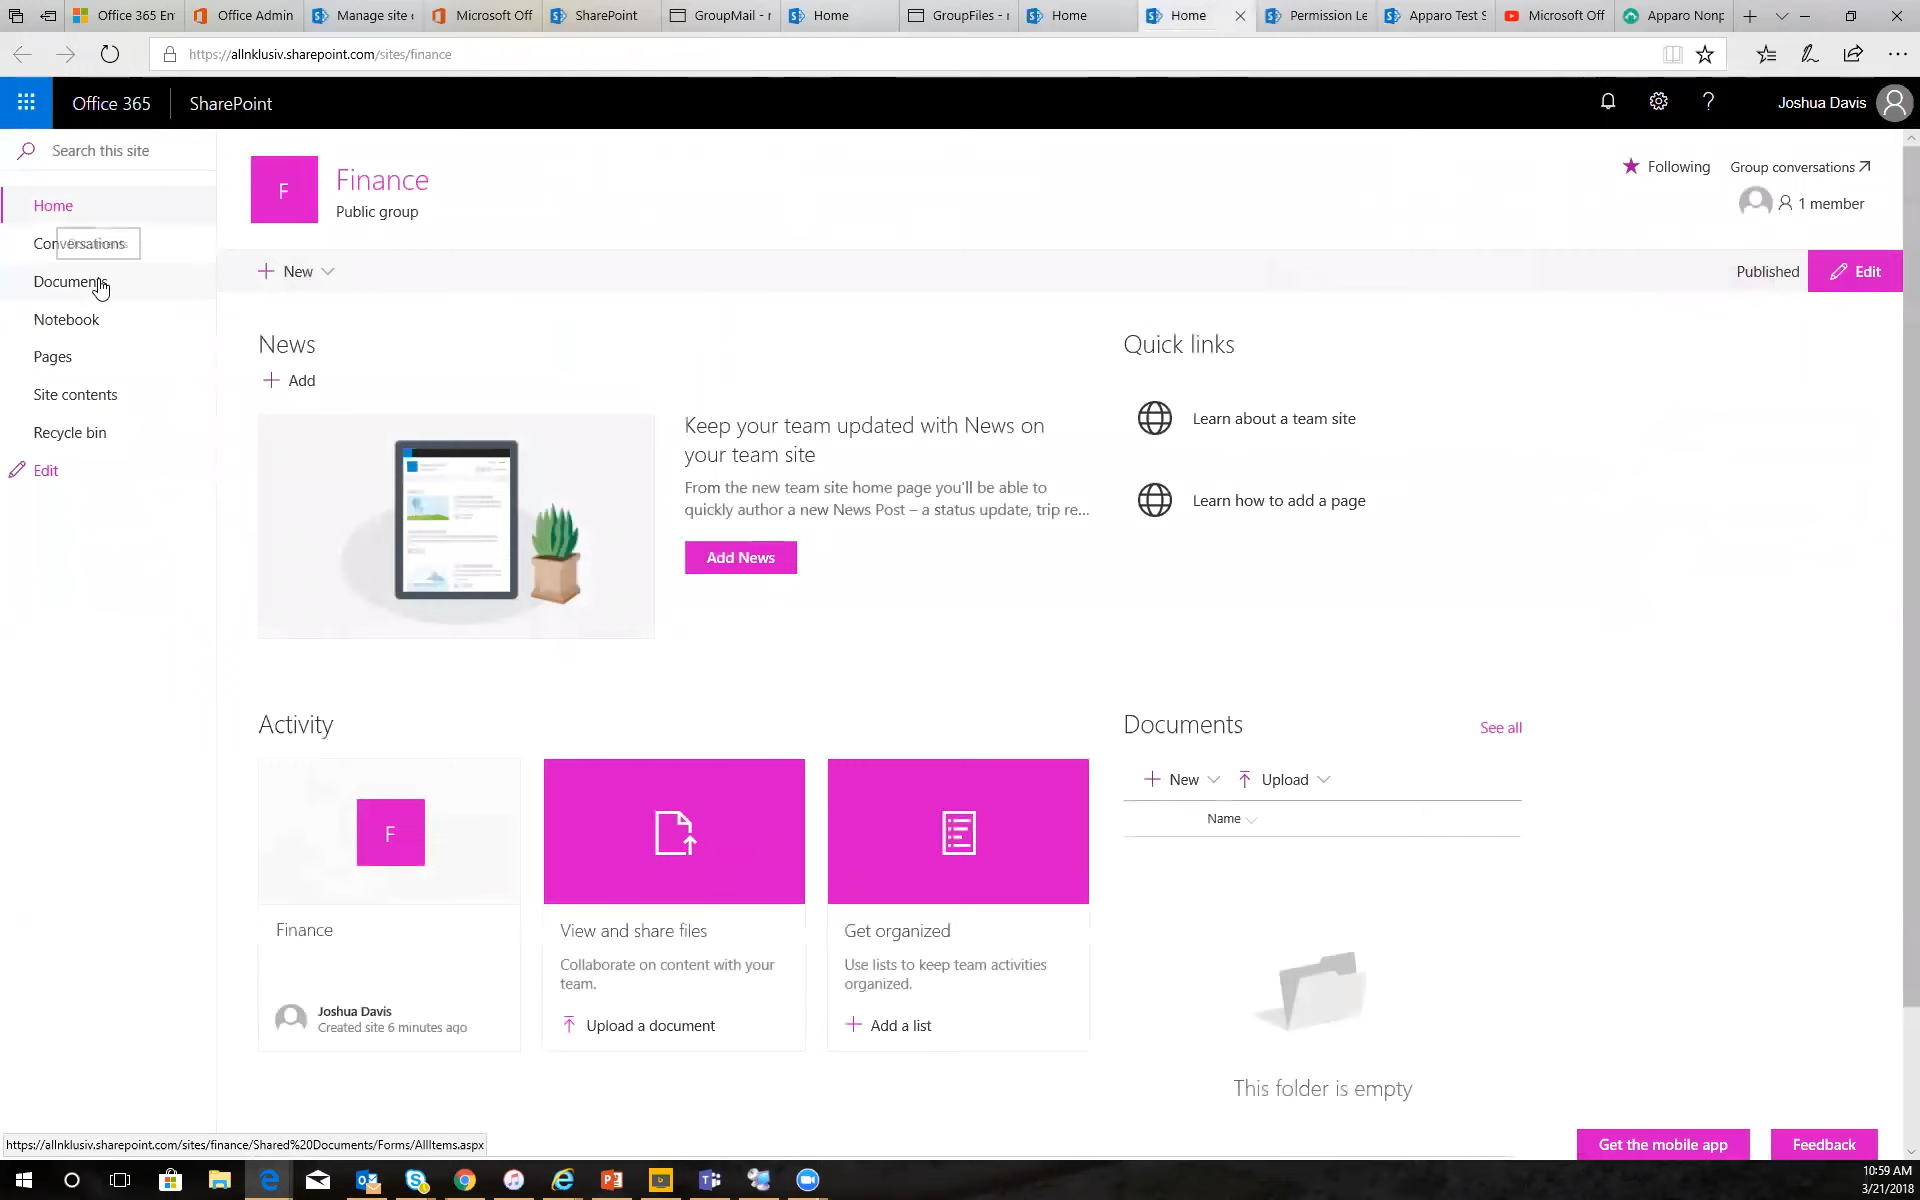 Office 365 En
Office Admin
Manage site
Microsoft Off
SharePoint
GroupMail -
Home
GroupFiles -
Home
Home
Permission Le
Apparo Test S
Microsoft Off
Apparo Nonp
https://allnklusiv.sharepoint.com/sites/finance
Office 365
SharePoint
Joshua Davis
Search this site
Finance
Public group
Following
Group conversations
1 member
Home
Conversations
Documents
Notebook
Pages
Site contents
Recycle bin
Edit
New
Published
Edit
News
Add
Keep your team updated with News on
your team site
From the new team site home page you'll be able to
quickly author a new News Post – a status update, trip re...
Add News
Quick links
Learn about a team site
Learn how to add a page
Activity
F
F
Finance
Joshua Davis
Created site 6 minutes ago
View and share files
Collaborate on content with your
team.
Upload a document
Get organized
Use lists to keep team activities
organized.
Add a list
Documents
See all
New
Upload
Name
This folder is empty
Get the mobile app
Feedback
https://allnklusiv.sharepoint.com/sites/finance/Shared%20Documents/Forms/AllItems.aspx
10:59 AM
3/21/2018